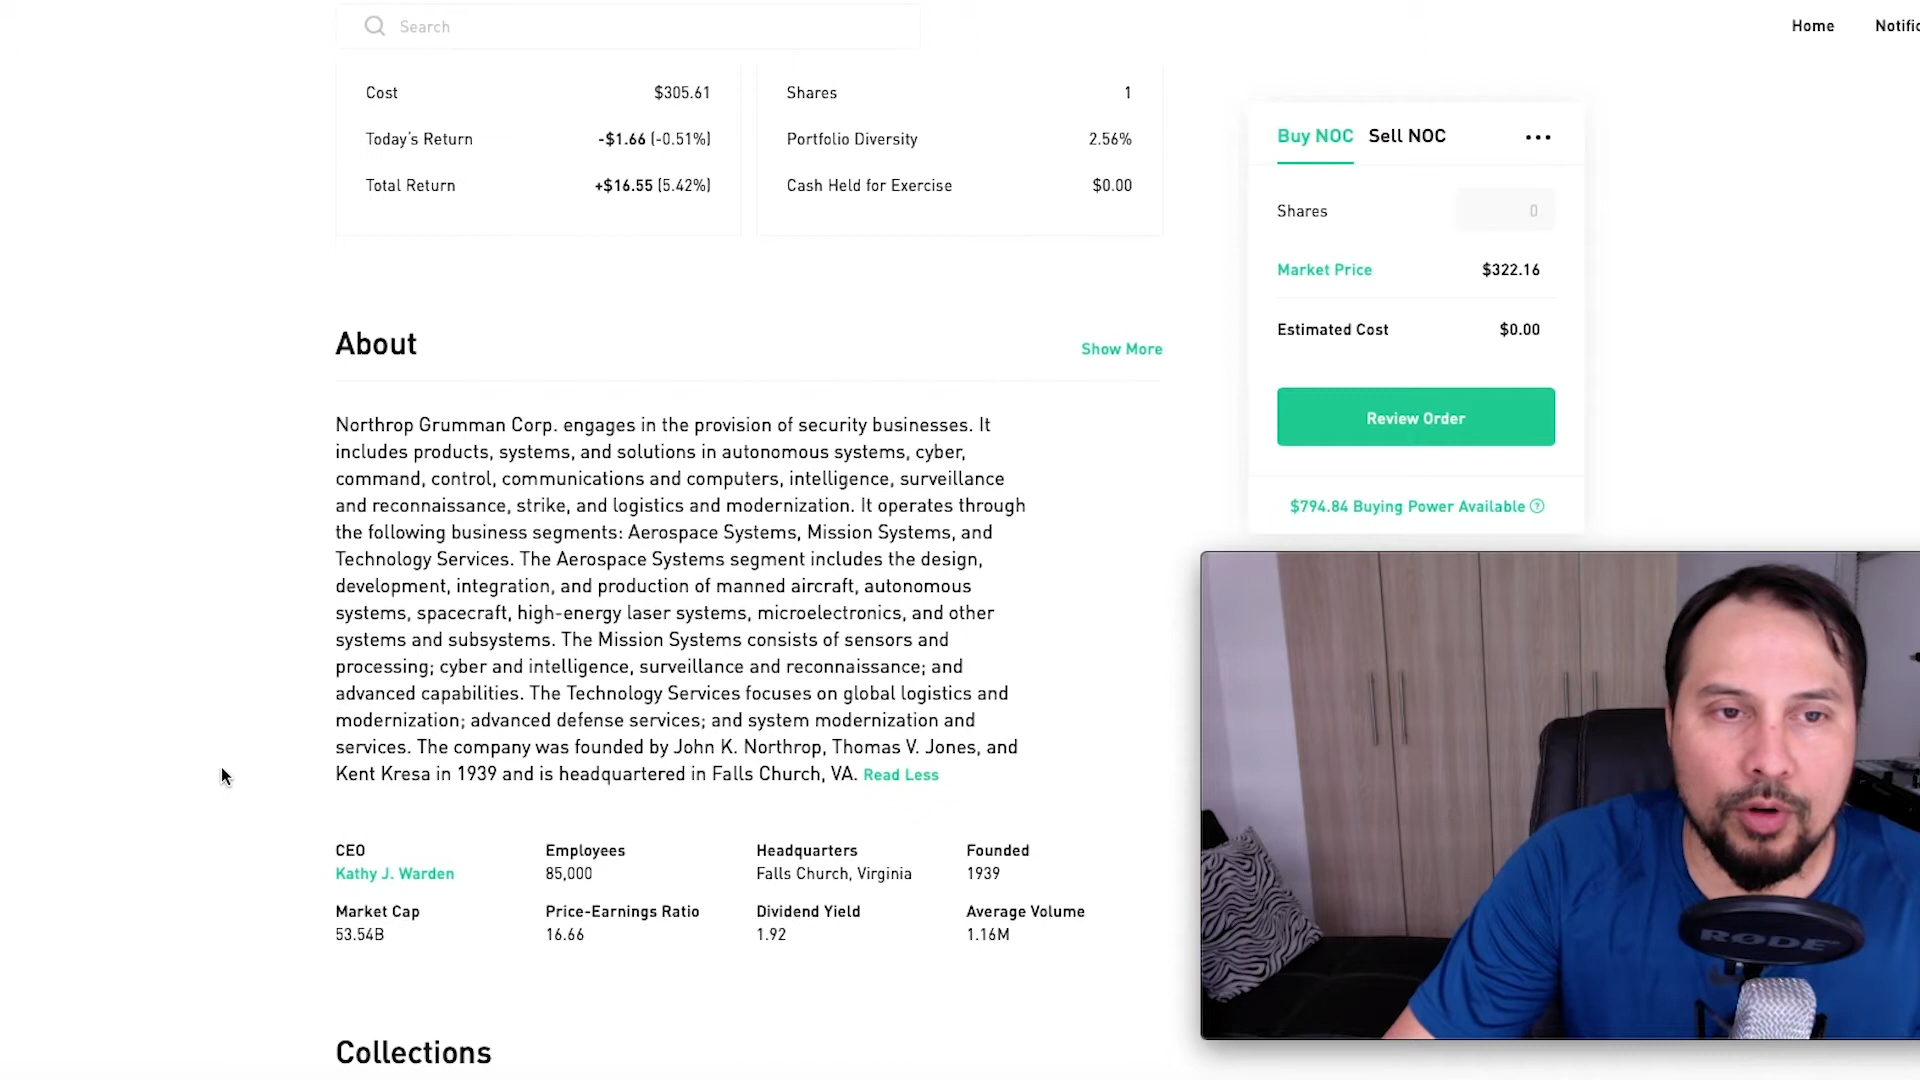 Search
Home
Notific
Cost $305.61
Shares 1
Today's Return -$1.66 (-0.51%)
Portfolio Diversity 2.56%
Total Return +$16.55 (5.42%)
Cash Held for Exercise $0.00
Buy NOC Sell NOC
Shares 0
Market Price $322.16
Estimated Cost $0.00
Review Order
$794.84 Buying Power Available
About
Show More
Northrop Grumman Corp. engages in the provision of security businesses. It
includes products, systems, and solutions in autonomous systems, cyber,
command, control, communications and computers, intelligence, surveillance
and reconnaissance, strike, and logistics and modernization. It operates through
the following business segments: Aerospace Systems, Mission Systems, and
Technology Services. The Aerospace Systems segment includes the design,
development, integration, and production of manned aircraft, autonomous
systems, spacecraft, high-energy laser systems, microelectronics, and other
systems and subsystems. The Mission Systems consists of sensors and
processing; cyber and intelligence, surveillance and reconnaissance; and
advanced capabilities. The Technology Services focuses on global logistics and
modernization; advanced defense services; and system modernization and
services. The company was founded by John K. Northrop, Thomas V. Jones, and
Kent Kresa in 1939 and is headquartered in Falls Church, VA. Read Less
CEO Employees Headquarters Founded
Kathy J. Warden 85,000 Falls Church, Virginia 1939
Market Cap Price-Earnings Ratio Dividend Yield Average Volume
53.54B 16.66 1.92 1.16M
Collections
RØDE